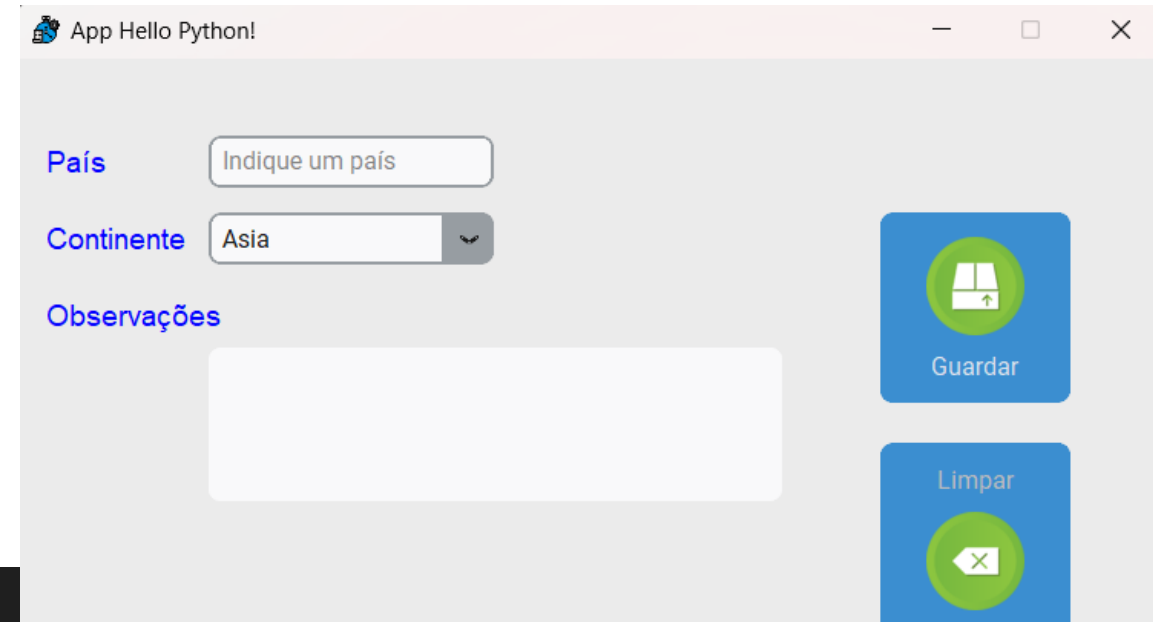 App Hello Python!
País
Indique um país
Continente
Asia
Observações
Guardar
Limpar